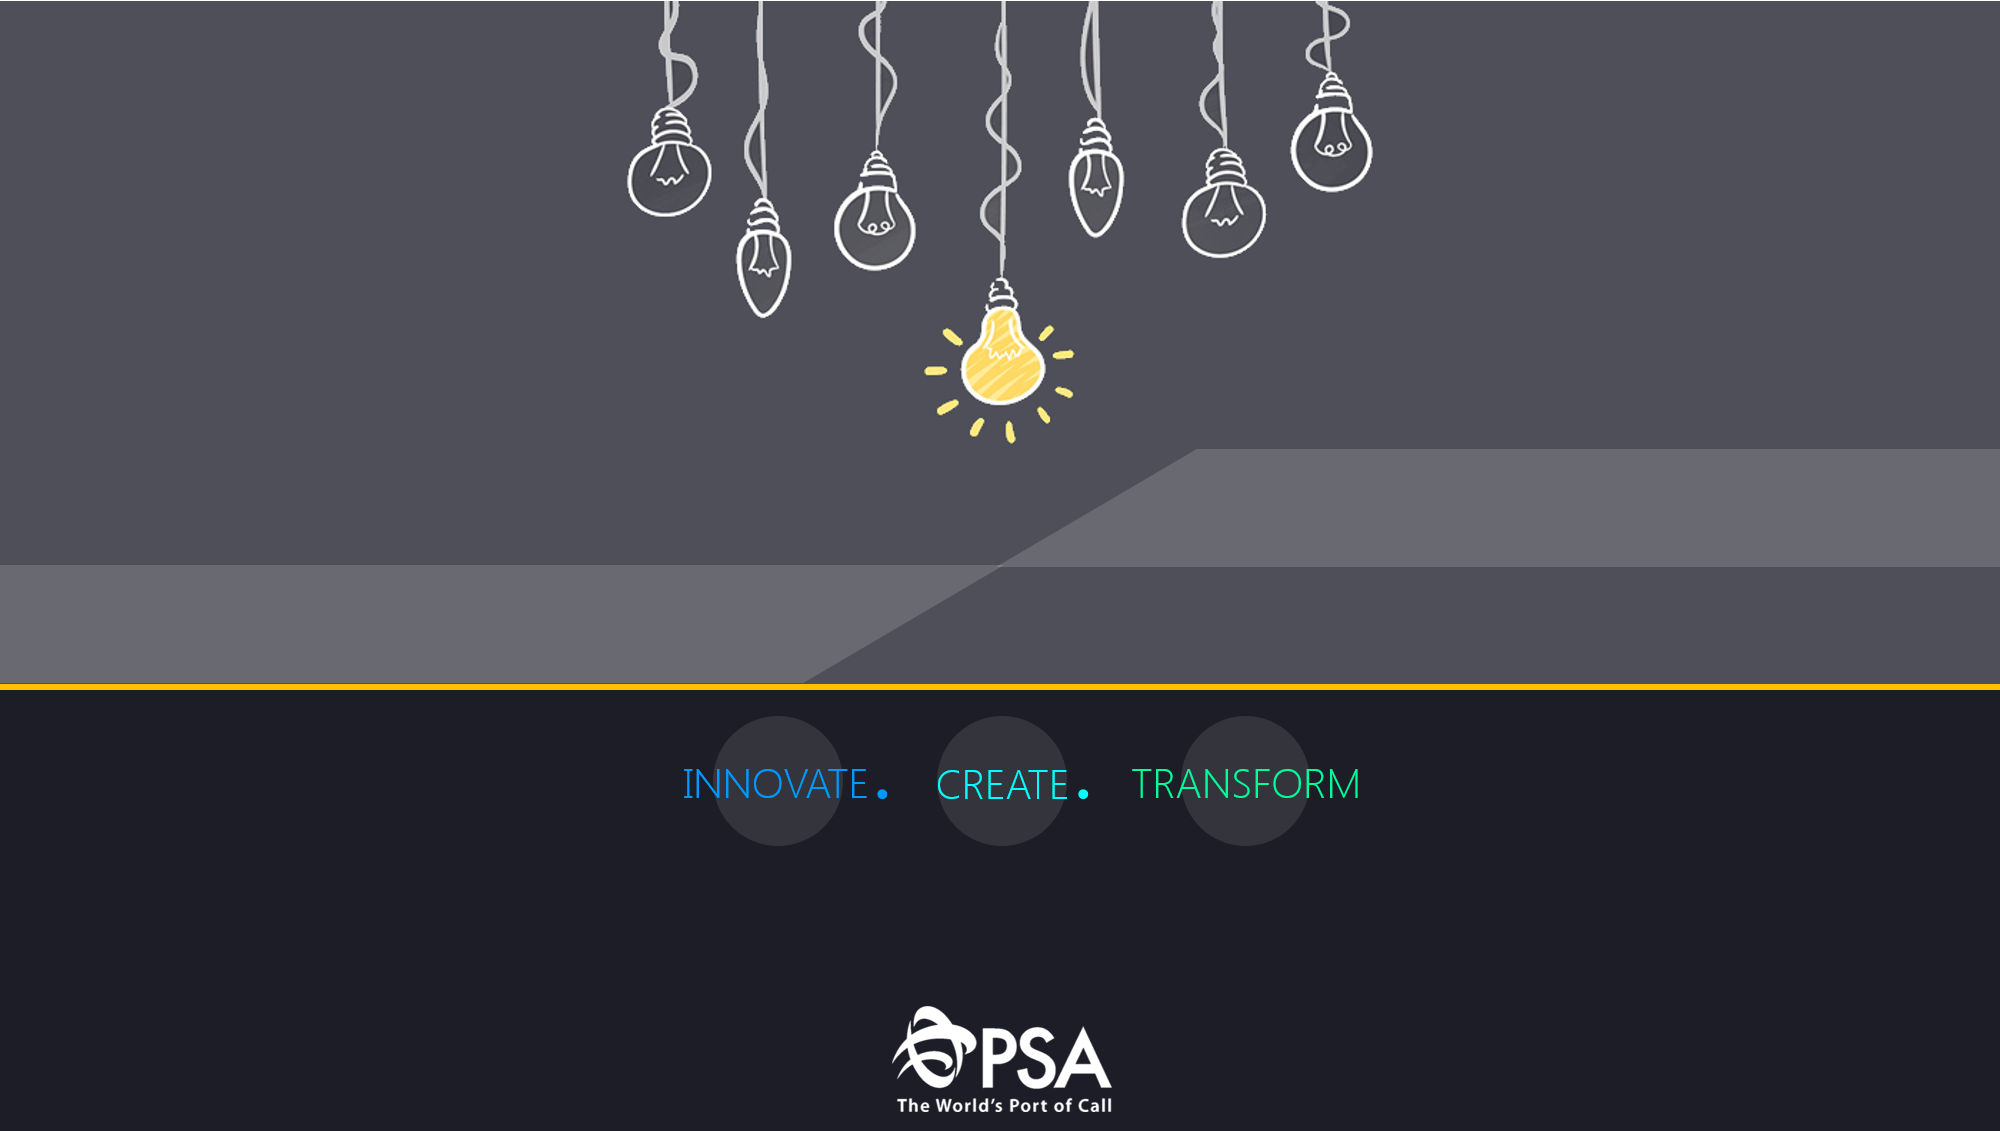 INNOVATE. CREATE. TRANSFORM
PSA
The World's Port of Call